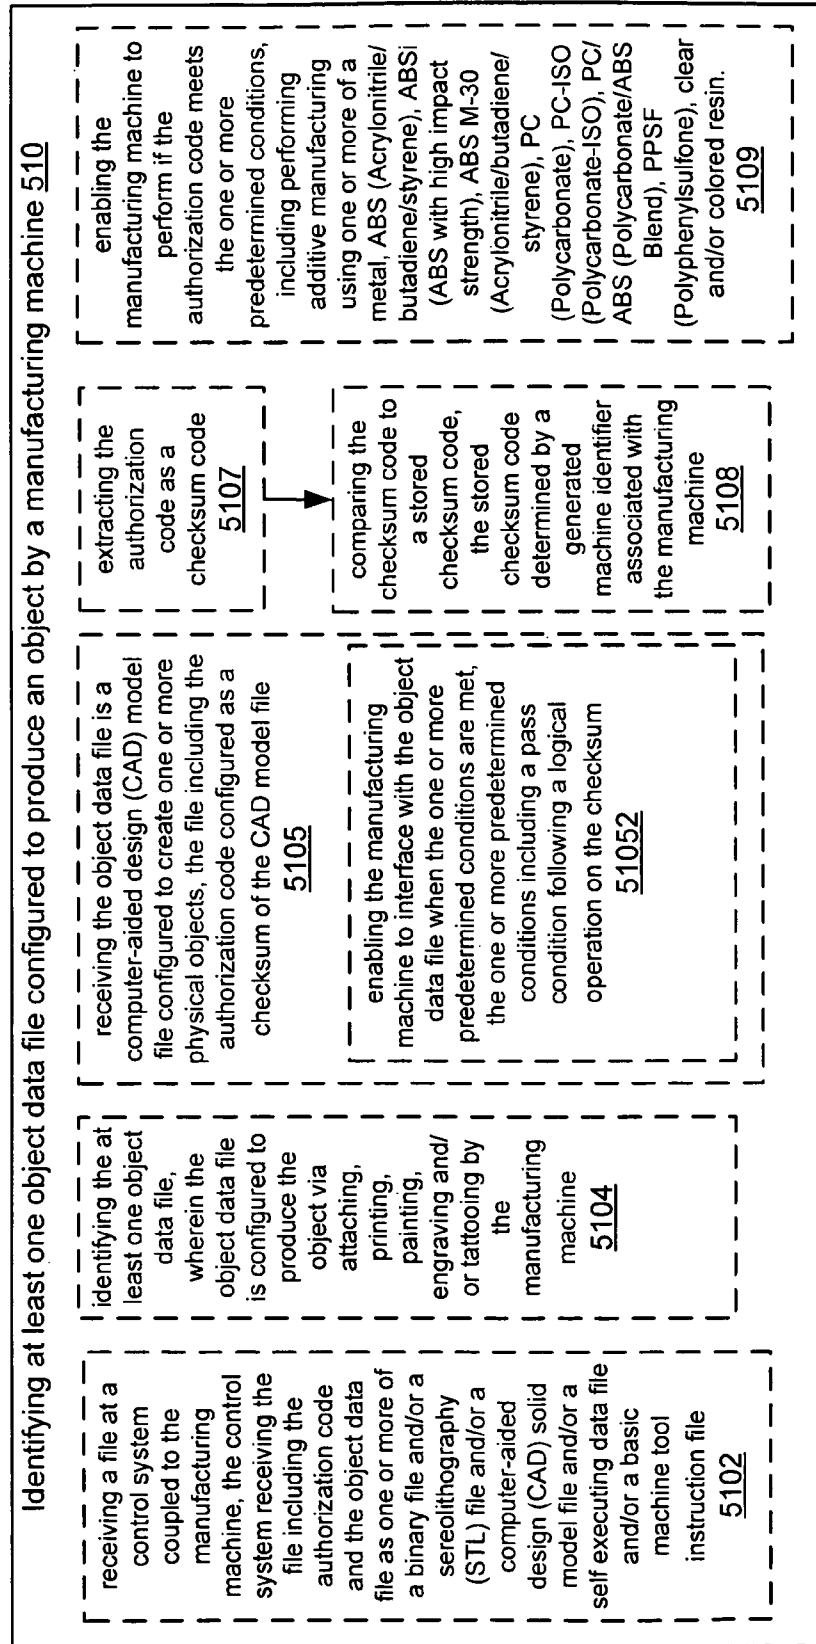 Identifying at least one object data file configured to produce an object by a manufacturing machine 510
receiving a file at a
control system
coupled to the
manufacturing
machine, the control
system receiving the
file including the
authorization code
and the object data
file as one or more of
a binary file and/or a
sereolithography
(STL) file and/or a
computer-aided
design (CAD) solid
model file and/or a
self executing data file
and/or a basic
machine tool
instruction file
5102
identifying the at
least one object
data file,
wherein the
object data file
is configured to
produce the
object via
attaching,
printing,
painting,
engraving and/
or tattooing by
the
manufacturing
machine
5104
receiving the object data file is a
computer-aided design (CAD) model
file configured to create one or more
physical objects, the file including the
authorization code configured as a
checksum of the CAD model file
5105
enabling the manufacturing
machine to interface with the object
data file when the one or more
predetermined conditions are met,
the one or more predetermined
conditions including a pass
condition following a logical
operation on the checksum
51052
extracting the
authorization
code as a
checksum code
5107
comparing the
checksum code to
a stored
checksum code,
the stored
checksum code
determined by a
generated
machine identifier
associated with
the manufacturing
machine
5108
enabling the
manufacturing
machine to
perform if the
authorization code
meets the one or more
predetermined
conditions,
including performing
additive manufacturing
using one or more of a
metal, ABS (Acrylonitrile/
butadiene/styrene), ABSi
(ABS with high impact
strength), ABS M-30
(Acrylonitrile/butadiene/
styrene), PC
(Polycarbonate), PC-ISO
(Polycarbonate-ISO), PC/
ABS (Polycarbonate/ABS
Blend), PPSF
(Polyphenylsulfone), clear
and/or colored resin.
5109